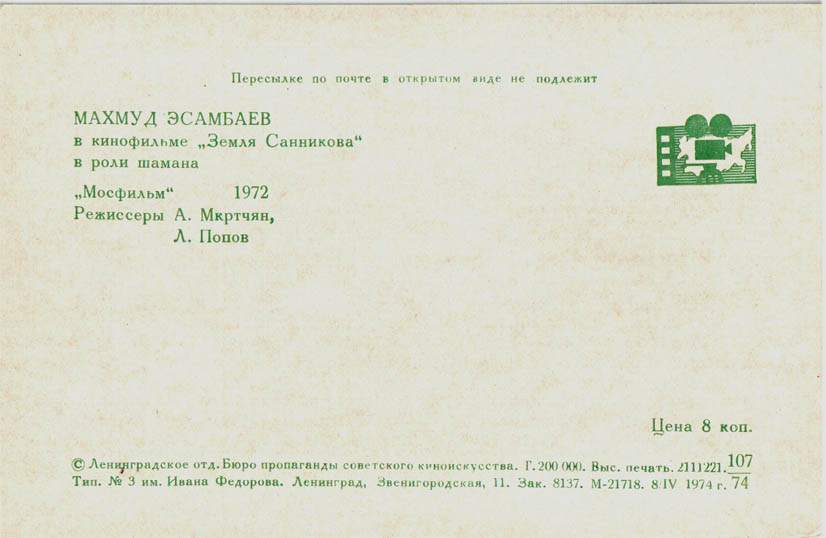 Пересылке по почте в открытом виде не подлежит
МАХМУД ЭСАМБАЕВ
в кинофильме „Земля Санникова“
в роли шамана
„Мосфильм“ 1972
Режиссеры А. Мкртчян,
Л. Попов
Цена 8 коп.
© Ленинградское отд. Бюро пропаганды советского киноискусства. Г. 200 000. Выс. печать. 2111221. 107
Тип. № 3 им. Ивана Федорова. Ленинград, Звенигородская, 11. Зак. 8137. М-21718. 8/IV 1974 г. 74